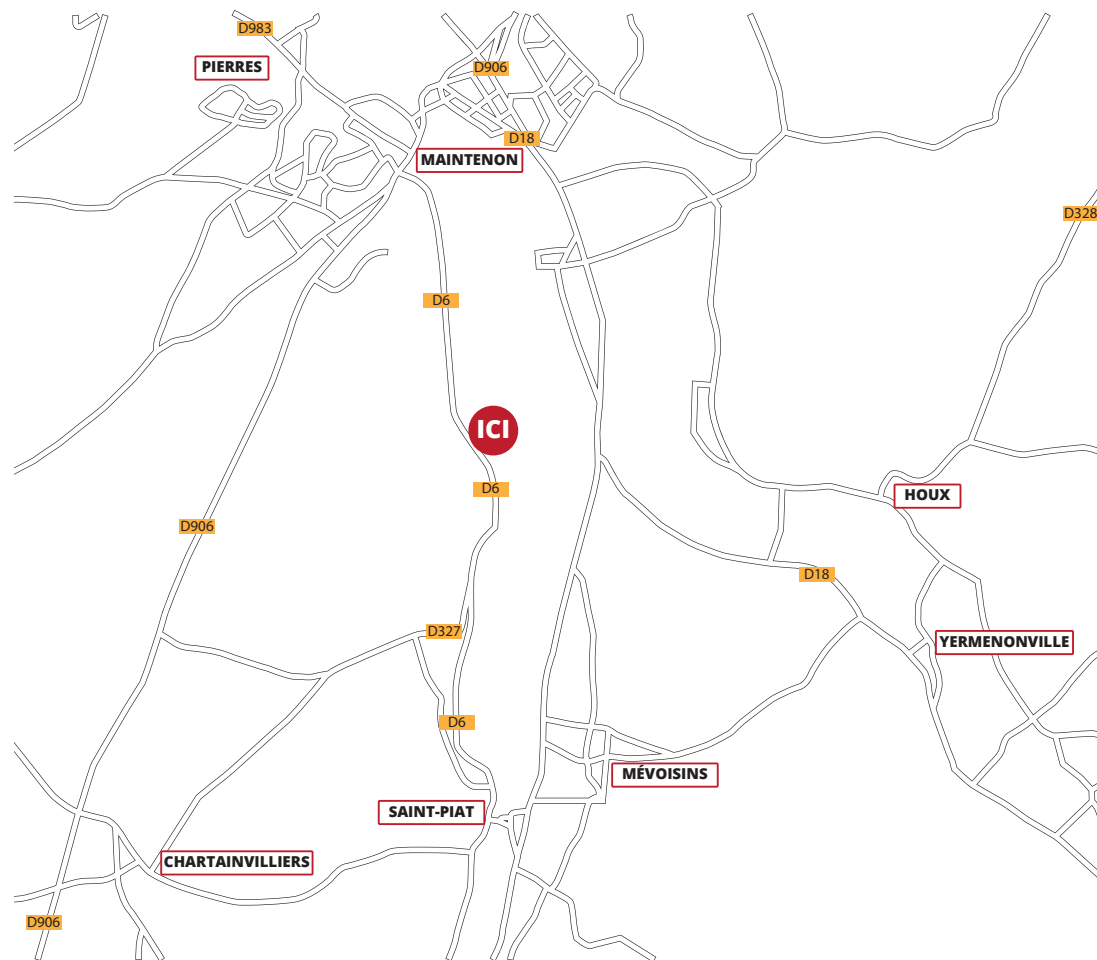 D983
PIERRES
D906
D18
MAINTENON
D328
D6
ICI
D6
HOUX
D906
D18
D327
YERMENONVILLE
D6
MÉVOISINS
SAINT-PIAT
CHARTAINVILLIERS
D906